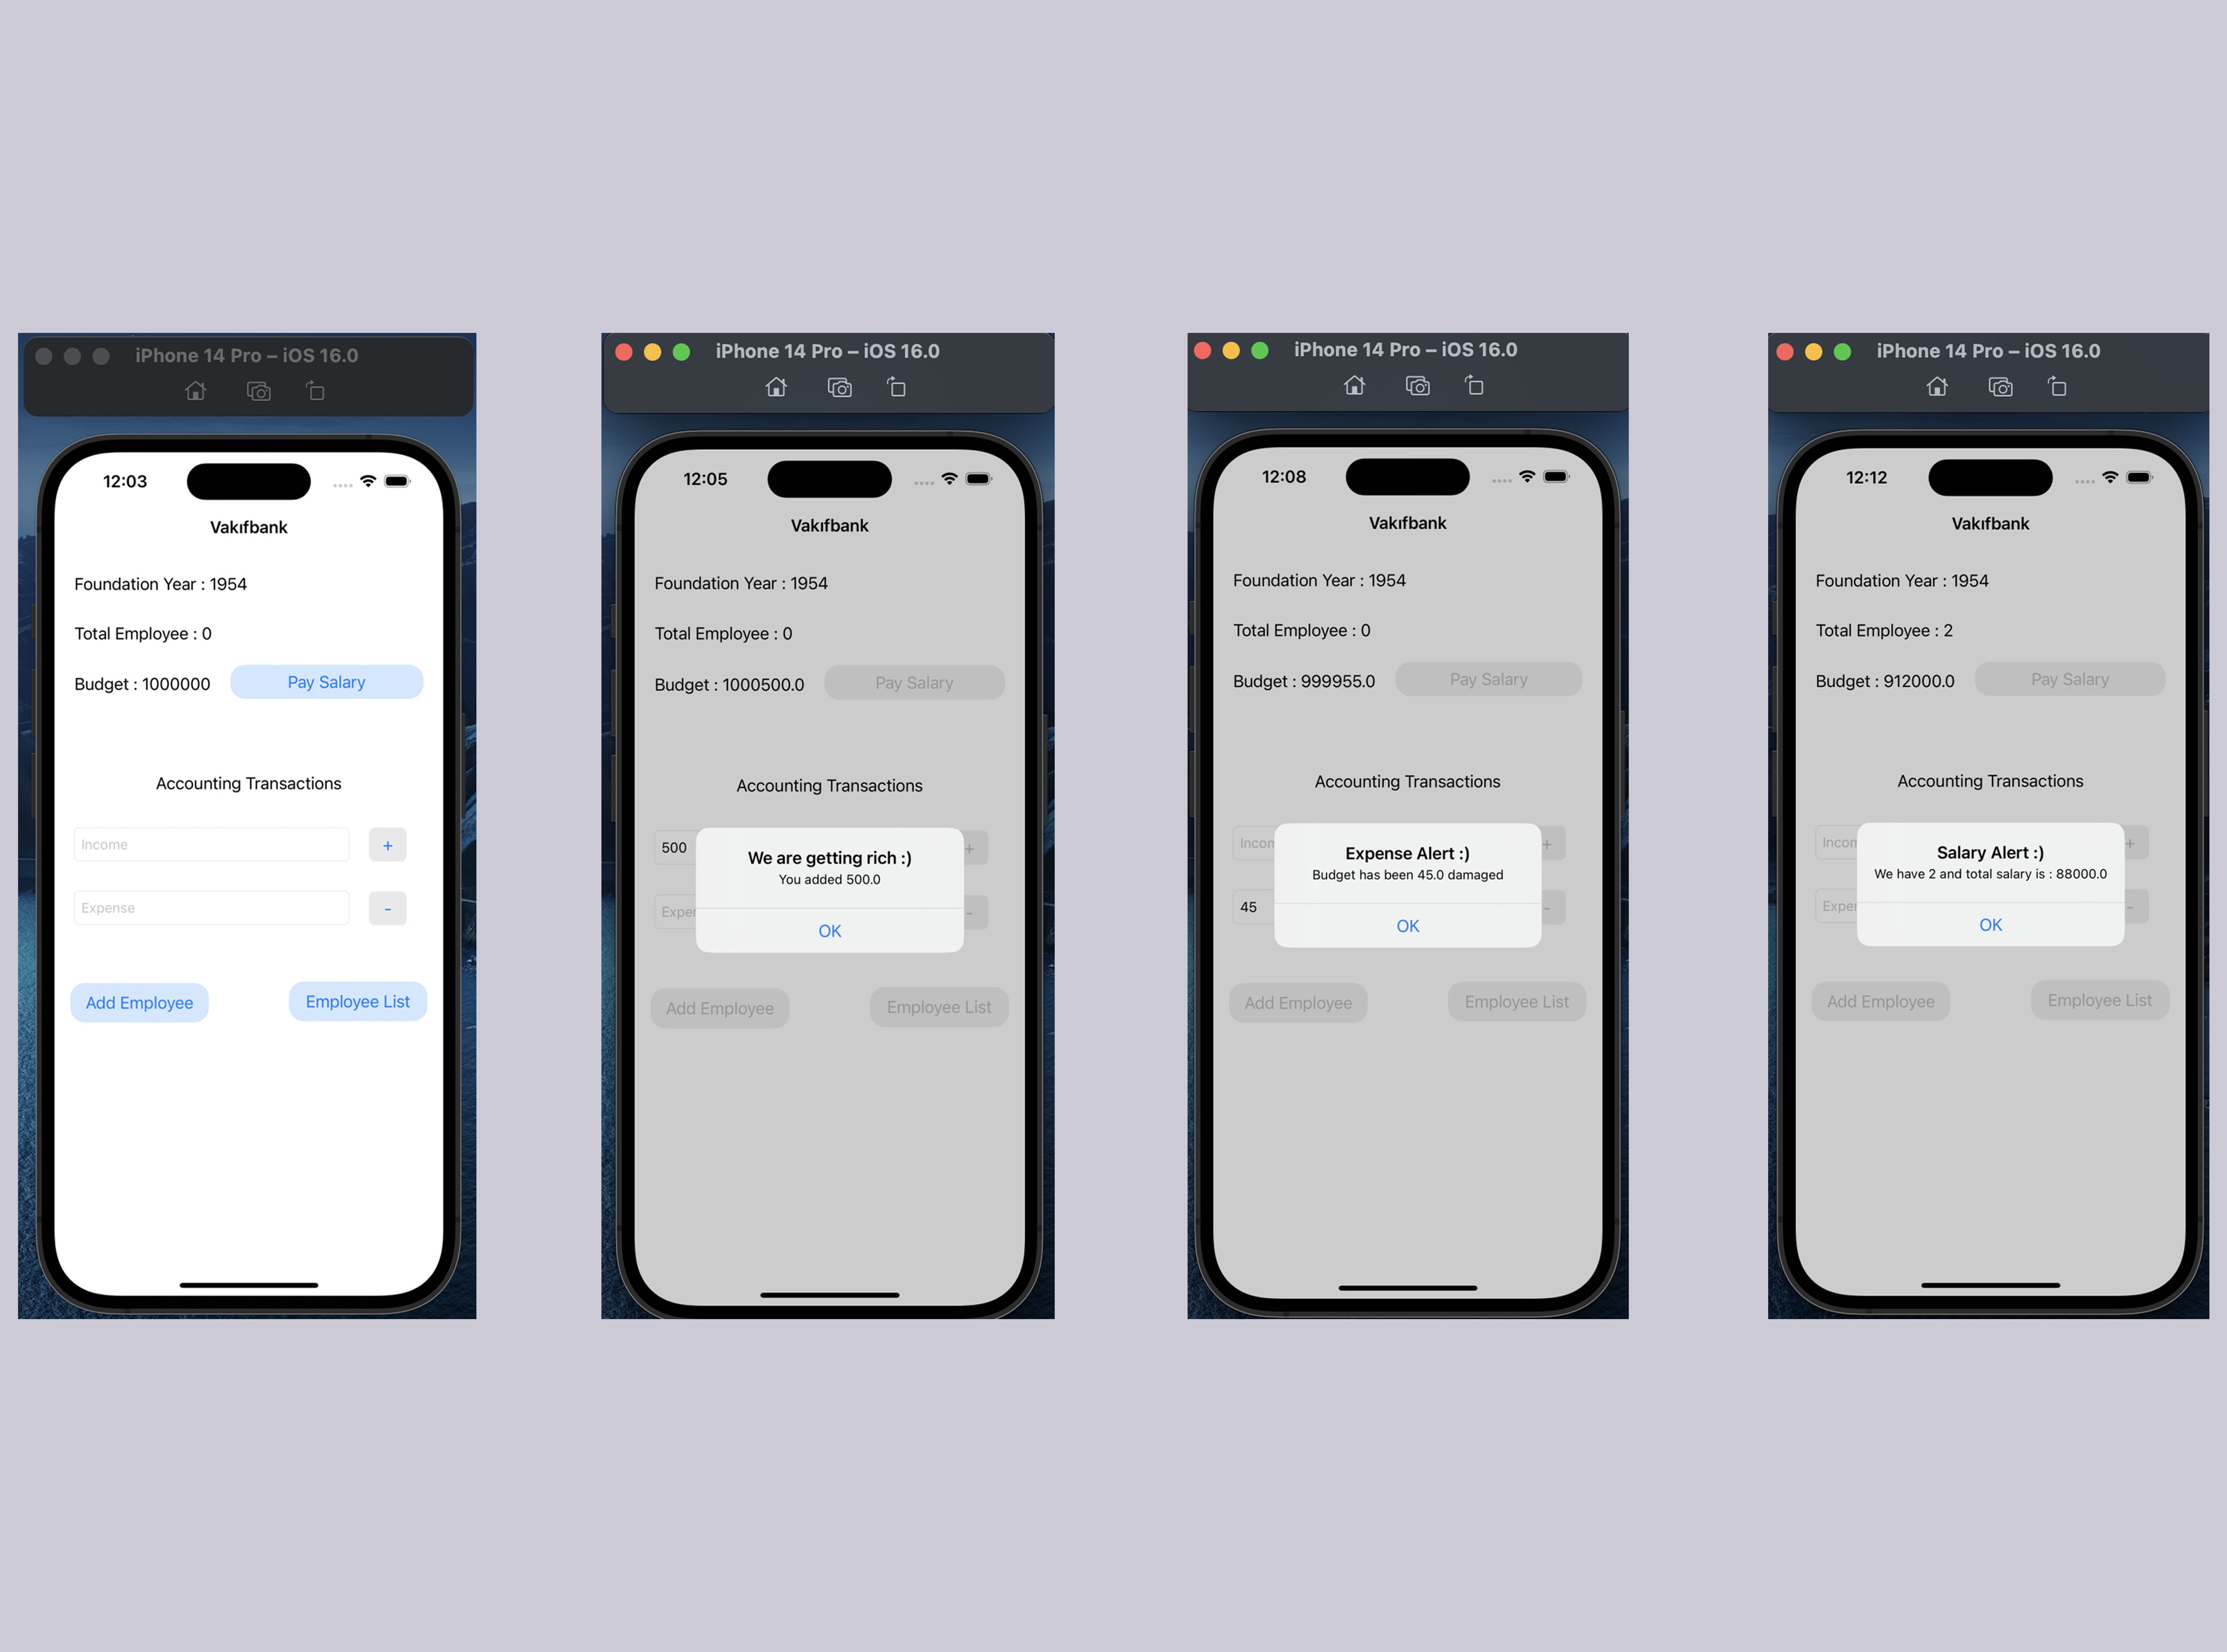 iPhone 14 Pro – iOS 16.0
12:03
Vakıfbank
Foundation Year : 1954
Total Employee : 0
Budget : 1000000
Pay Salary
Accounting Transactions
Income
+
Expense
-
Add Employee
Employee List
iPhone 14 Pro – iOS 16.0
12:05
Vakıfbank
Foundation Year : 1954
Total Employee : 0
Budget : 1000500.0
Pay Salary
Accounting Transactions
500
+
We are getting rich :)
You added 500.0
Exper
-
OK
Add Employee
Employee List
iPhone 14 Pro – iOS 16.0
12:08
Vakıfbank
Foundation Year : 1954
Total Employee : 0
Budget : 999955.0
Pay Salary
Accounting Transactions
Incon
+
Expense Alert :)
Budget has been 45.0 damaged
45
-
OK
Add Employee
Employee List
iPhone 14 Pro – iOS 16.0
12:12
Vakıfbank
Foundation Year : 1954
Total Employee : 2
Budget : 912000.0
Pay Salary
Accounting Transactions
Incon
+
Salary Alert :)
We have 2 and total salary is : 88000.0
Exper
-
OK
Add Employee
Employee List